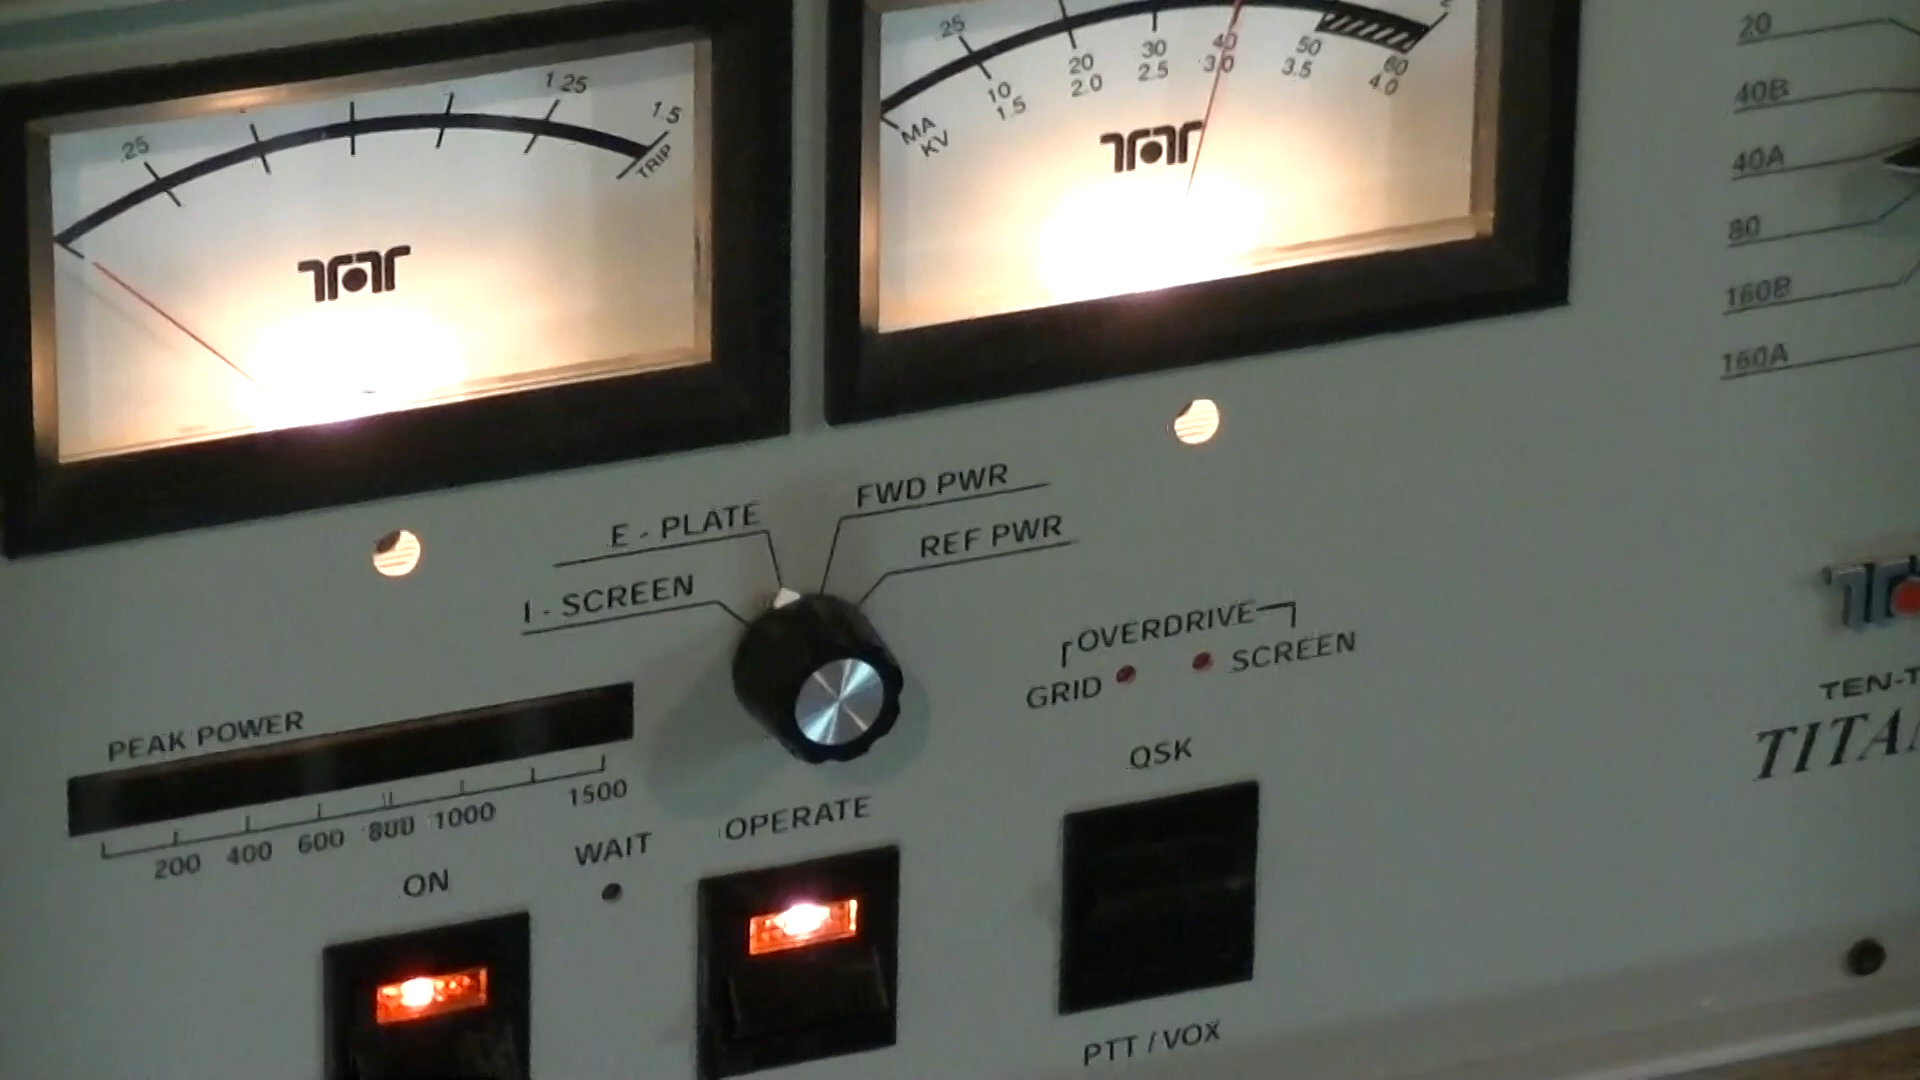 .25
1.25
1.5
TRIP
25
10 20 30 40 50 60
1.5 2.0 2.5 3.0 3.5 4.0
MA
KV
20
40B
40A
80
160B
160A
E - PLATE
FWD PWR
I - SCREEN
REF PWR
OVERDRIVE
GRID
SCREEN
PEAK POWER
200 400 600 800 1000 1500
ON
WAIT
OPERATE
QSK
PTT / VOX
TEN-T
TITA